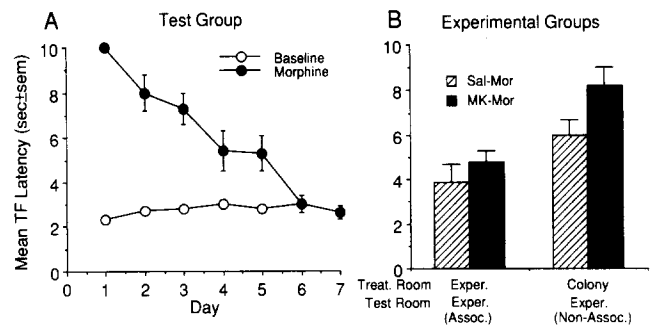 A Test Group
Mean TF Latency (sec±sem)
10
8
6
4
2
0
Baseline
Morphine
0 1 2 3 4 5 6 7
Day
B Experimental Groups
10
8
6
4
2
0
Sal-Mor
MK-Mor
Treat. Room Exper. Colony
Test Room Exper. Exper.
(Assoc.) (Non-Assoc.)